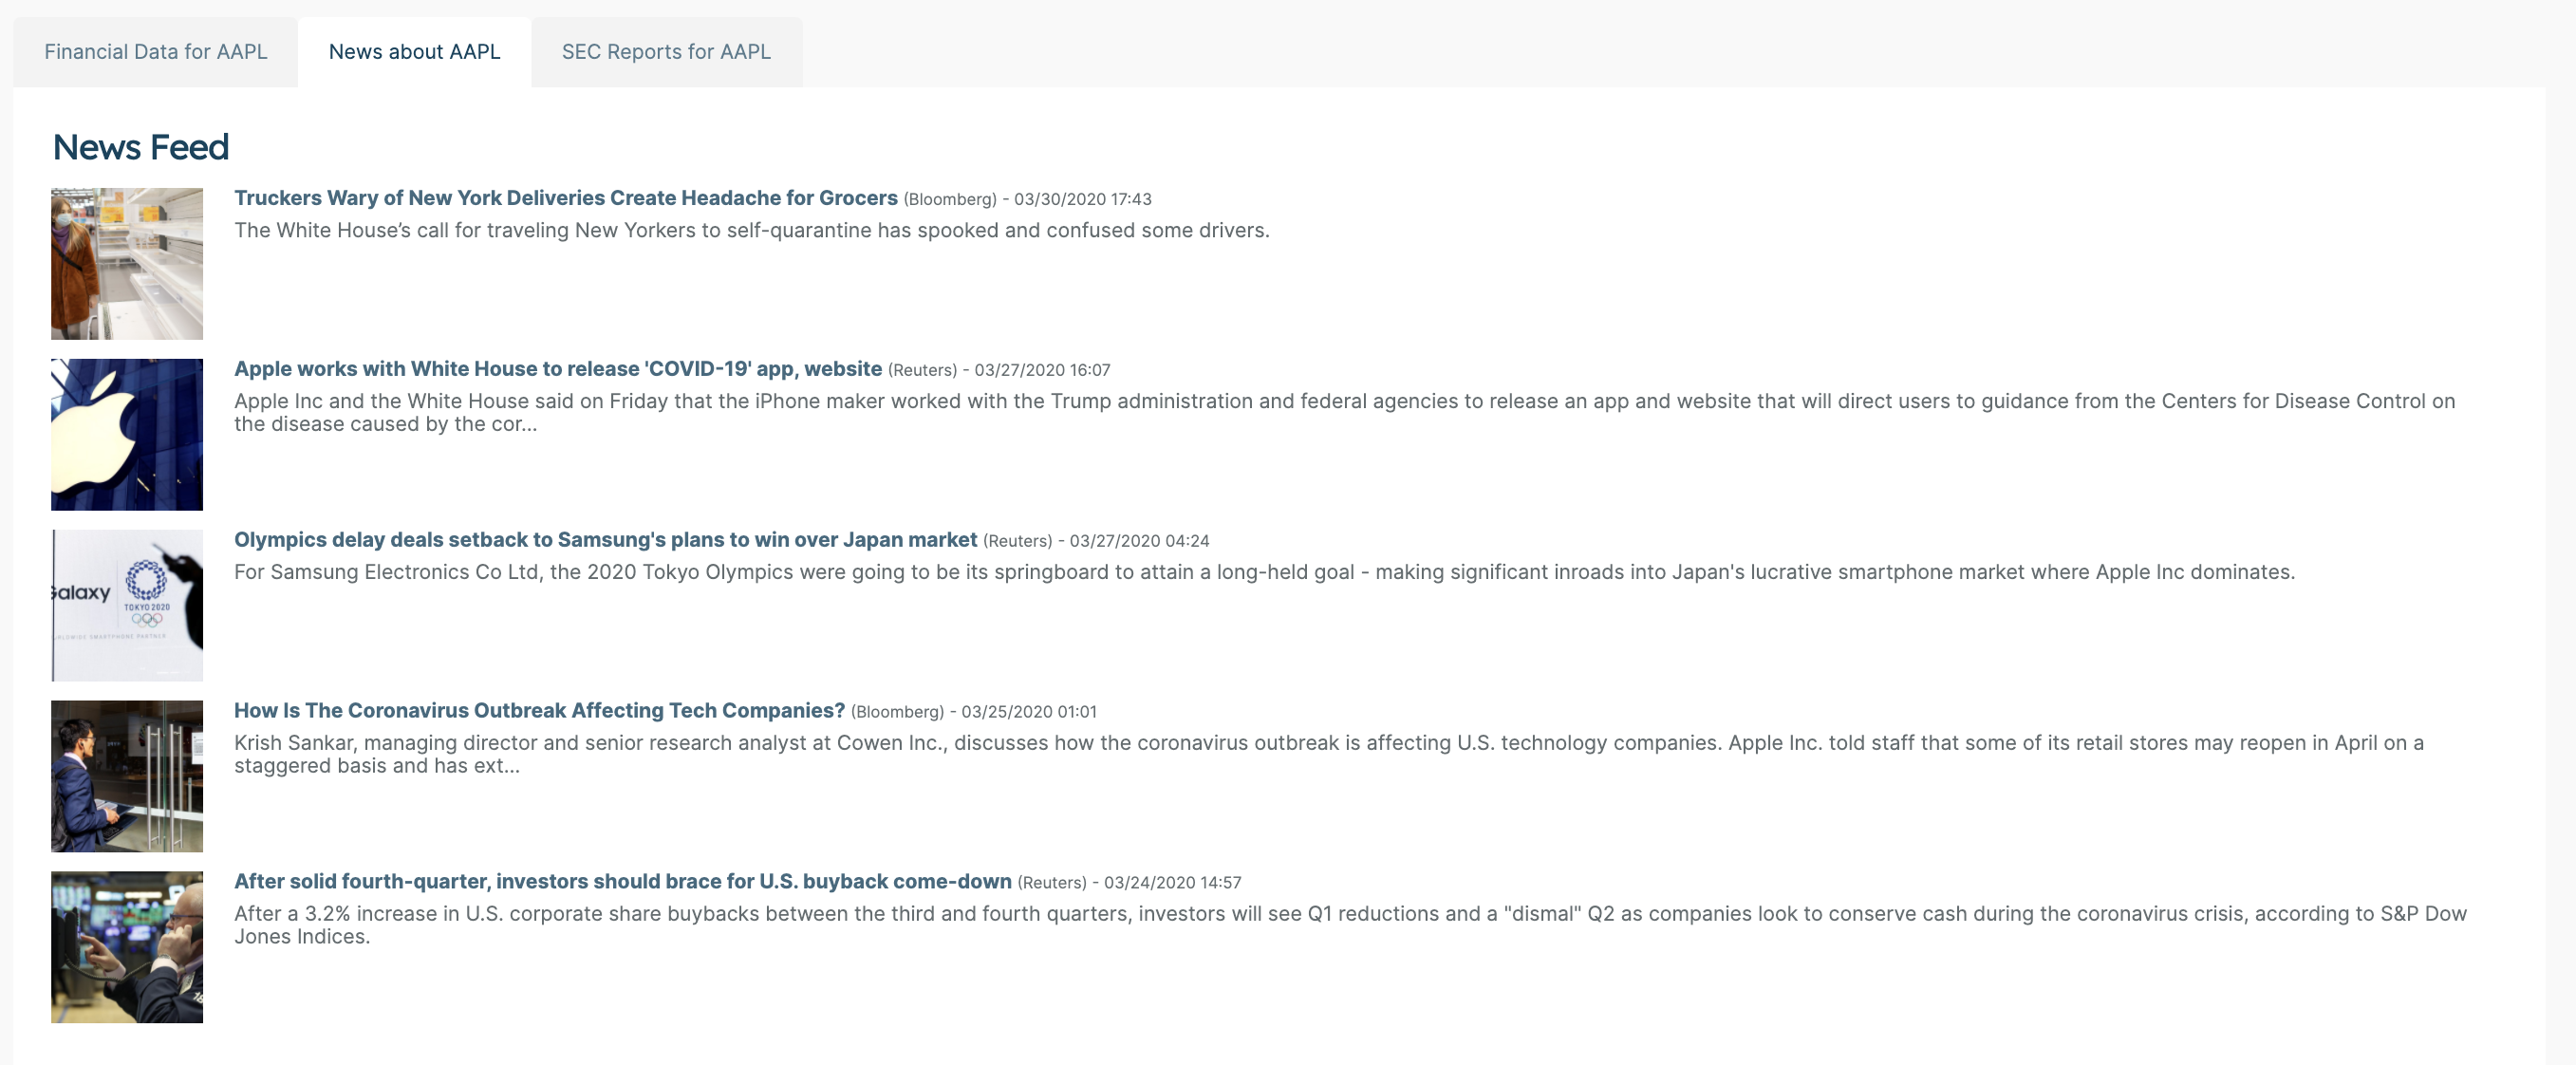 Financial Data for AAPL
News about AAPL
SEC Reports for AAPL
News Feed
Truckers Wary of New York Deliveries Create Headache for Grocers (Bloomberg) - 03/30/2020 17:43
The White House’s call for traveling New Yorkers to self-quarantine has spooked and confused some drivers.
Apple works with White House to release 'COVID-19' app, website (Reuters) - 03/27/2020 16:07
Apple Inc and the White House said on Friday that the iPhone maker worked with the Trump administration and federal agencies to release an app and website that will direct users to guidance from the Centers for Disease Control on
the disease caused by the cor...
Olympics delay deals setback to Samsung's plans to win over Japan market (Reuters) - 03/27/2020 04:24
For Samsung Electronics Co Ltd, the 2020 Tokyo Olympics were going to be its springboard to attain a long-held goal - making significant inroads into Japan's lucrative smartphone market where Apple Inc dominates.
alaxy
TOKYO 2020
SMARTPHONE PARTNER
How Is The Coronavirus Outbreak Affecting Tech Companies? (Bloomberg) - 03/25/2020 01:01
Krish Sankar, managing director and senior research analyst at Cowen Inc., discusses how the coronavirus outbreak is affecting U.S. technology companies. Apple Inc. told staff that some of its retail stores may reopen in April on a
staggered basis and has ext...
After solid fourth-quarter, investors should brace for U.S. buyback come-down (Reuters) - 03/24/2020 14:57
After a 3.2% increase in U.S. corporate share buybacks between the third and fourth quarters, investors will see Q1 reductions and a "dismal" Q2 as companies look to conserve cash during the coronavirus crisis, according to S&P Dow
Jones Indices.
18